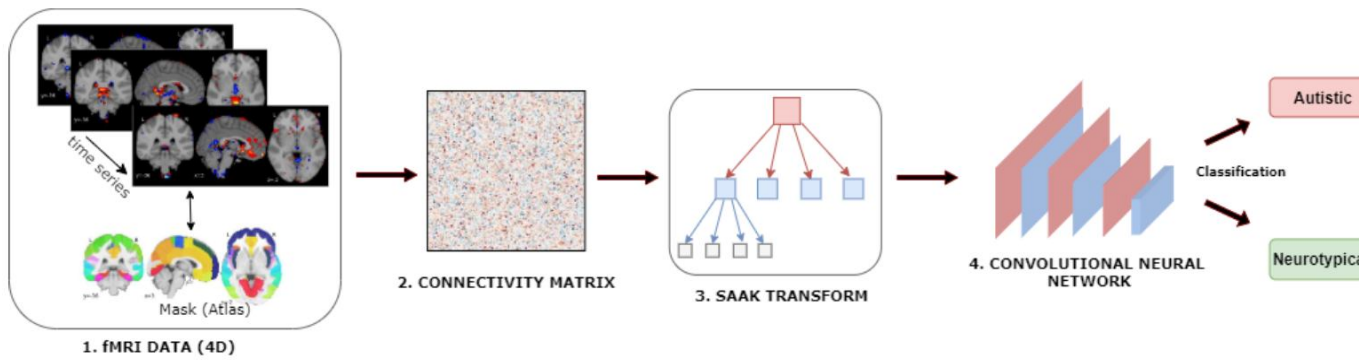 time series
Mask (Atlas)
1. fMRI DATA (4D)
2. CONNECTIVITY MATRIX
3. SAAK TRANSFORM
4. CONVOLUTIONAL NEURAL
NETWORK
Classification
Autistic
Neurotypica